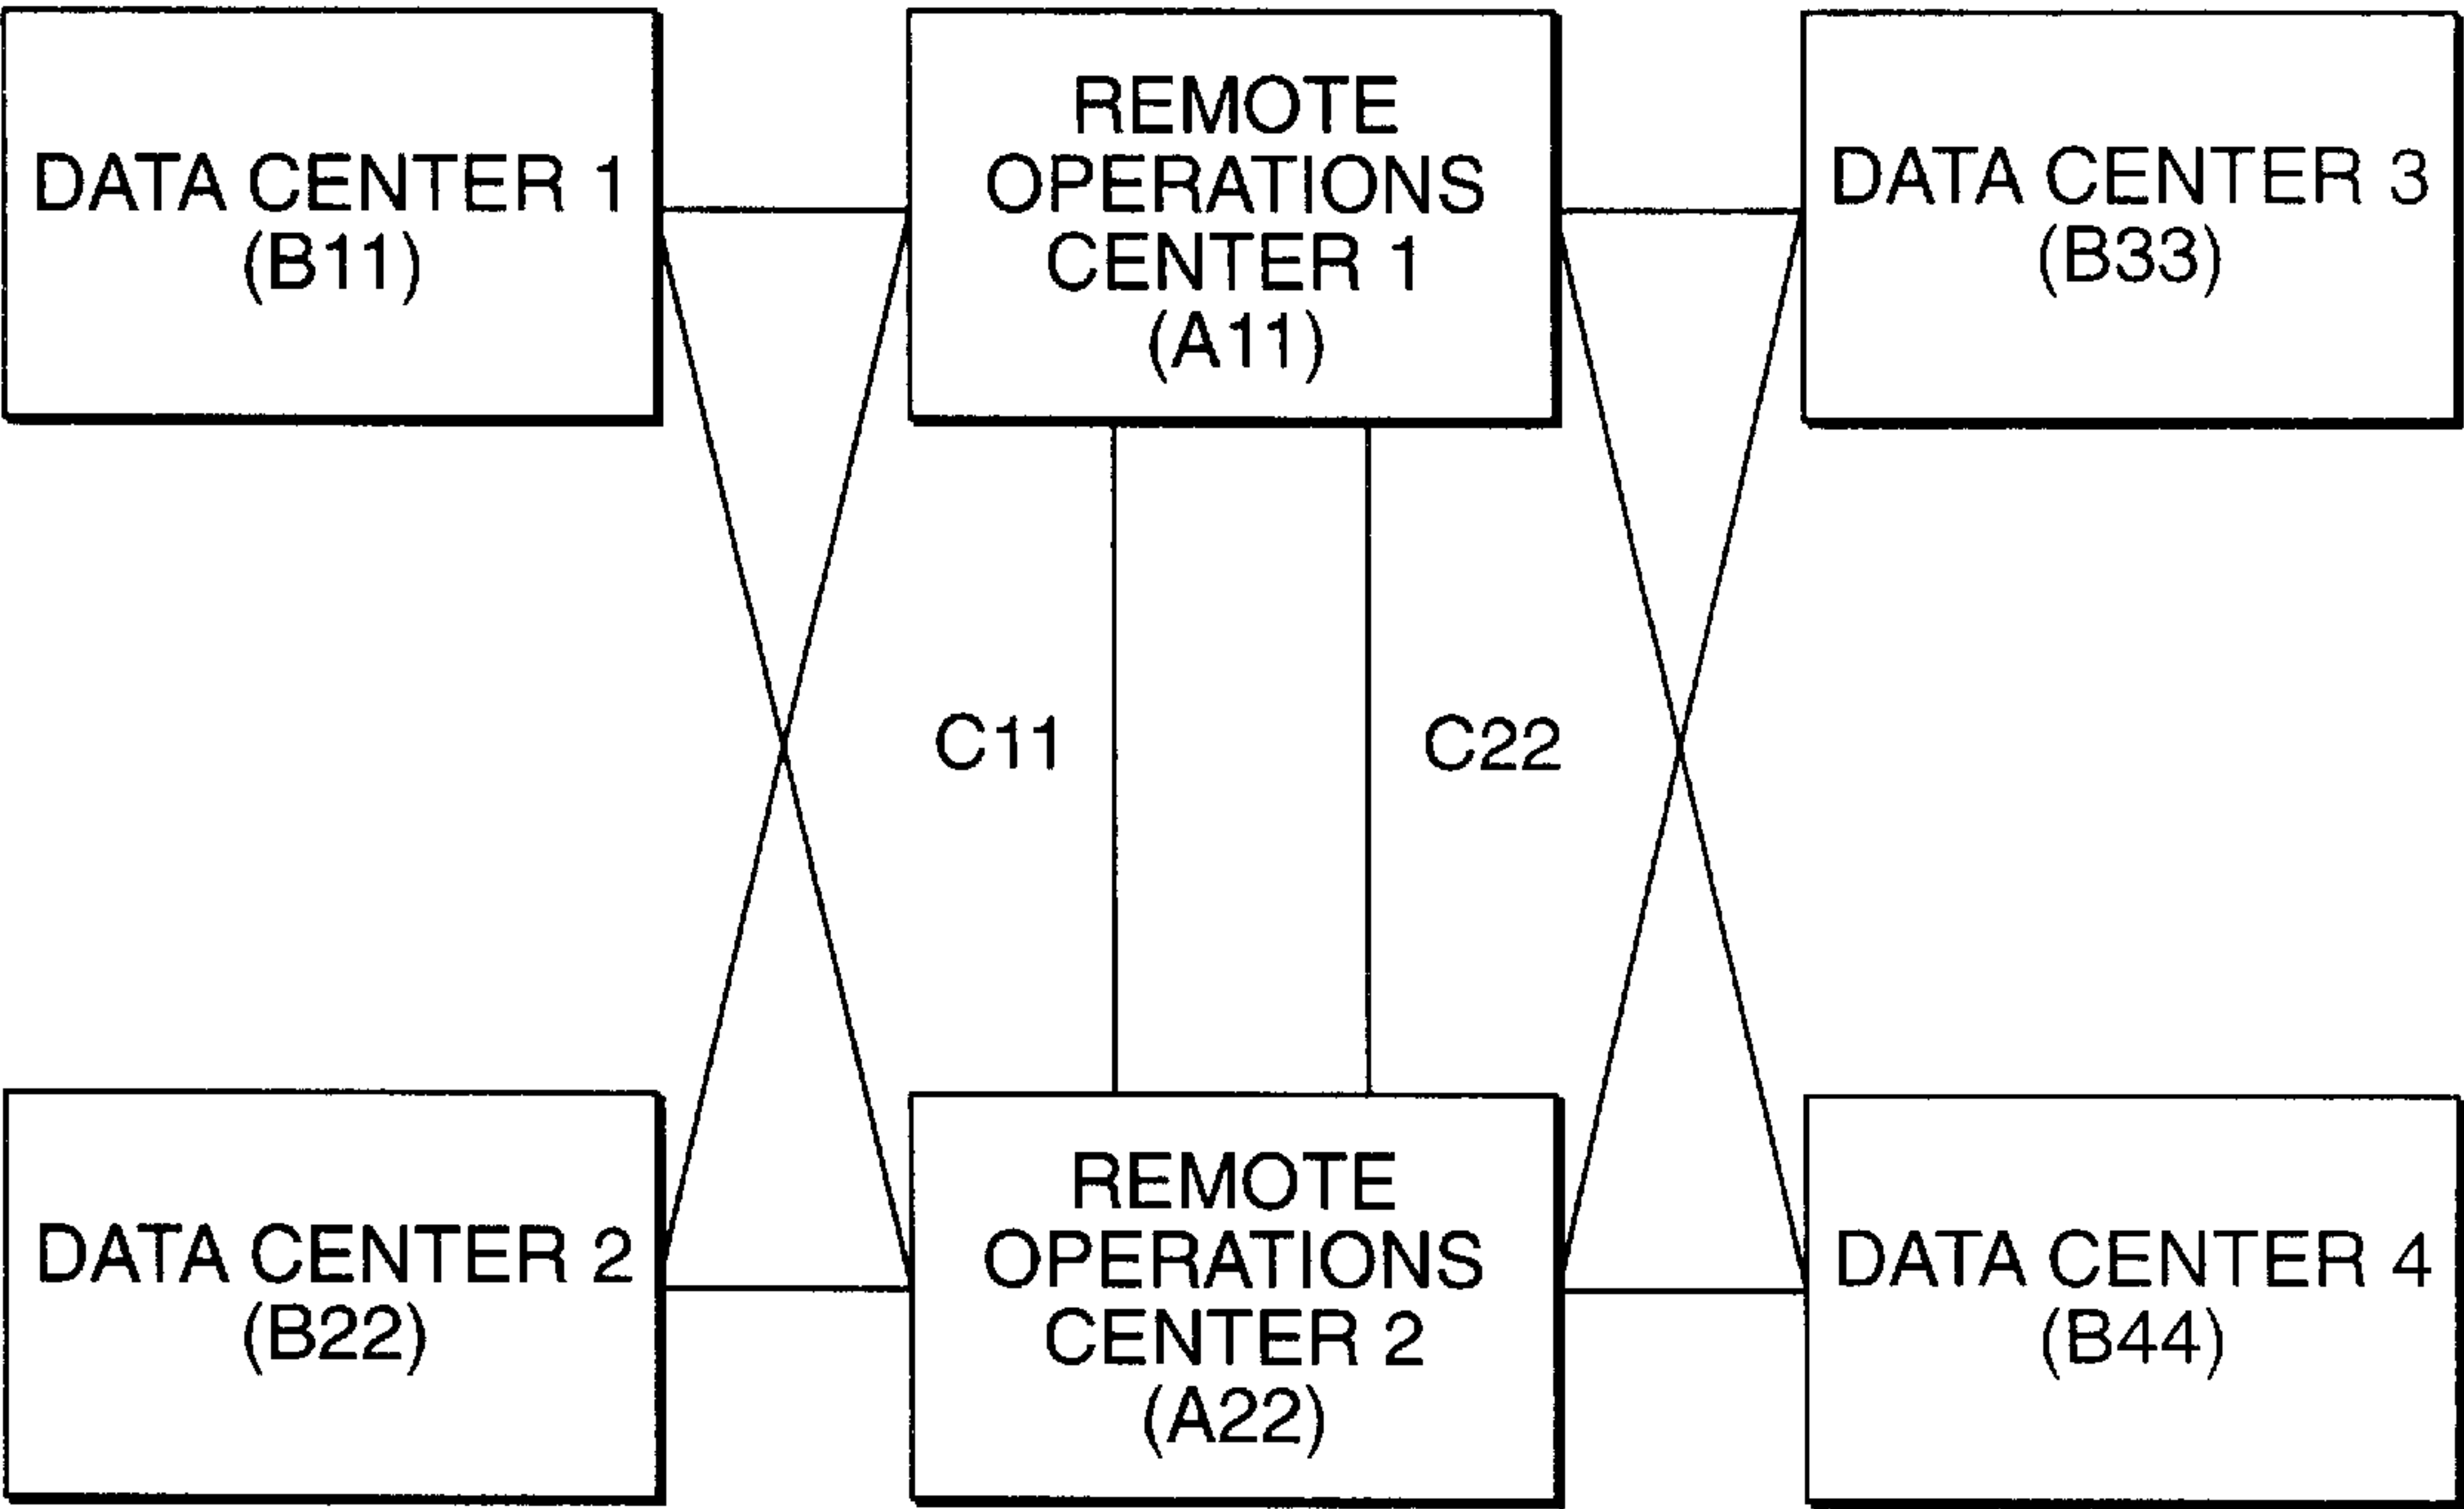 DATA CENTER 1
(B11)
REMOTE
OPERATIONS
CENTER 1
(A11)
DATA CENTER 3
(B33)
C11
C22
DATA CENTER 2
(B22)
REMOTE
OPERATIONS
CENTER 2
(A22)
DATA CENTER 4
(B44)